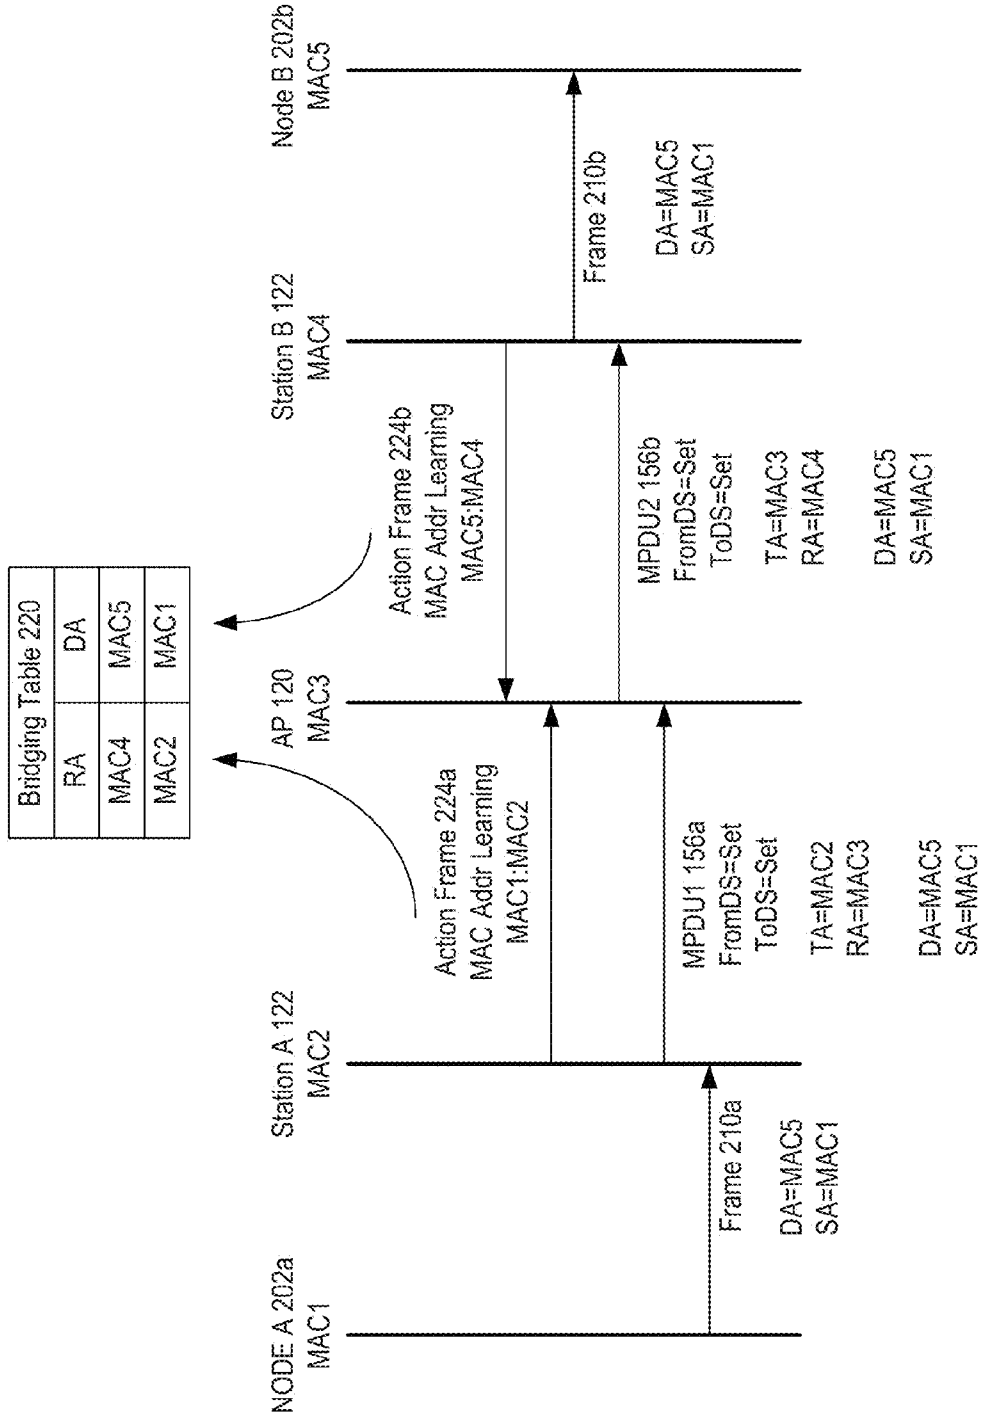 Bridging Table 220
RA DA
MAC4 MAC5
MAC2 MAC1
NODE A 202a
MAC1
Station A 122
MAC2
AP 120
MAC3
Station B 122
MAC4
Node B 202b
MAC5
Action Frame 224a
MAC Addr Learning
MAC1:MAC2
Action Frame 224b
MAC Addr Learning
MAC5:MAC4
Frame 210a
DA=MAC5
SA=MAC1
MPDU1 156a
FromDS=Set
ToDS=Set
TA=MAC2
RA=MAC3
DA=MAC5
SA=MAC1
MPDU2 156b
FromDS=Set
ToDS=Set
TA=MAC3
RA=MAC4
DA=MAC5
SA=MAC1
Frame 210b
DA=MAC5
SA=MAC1